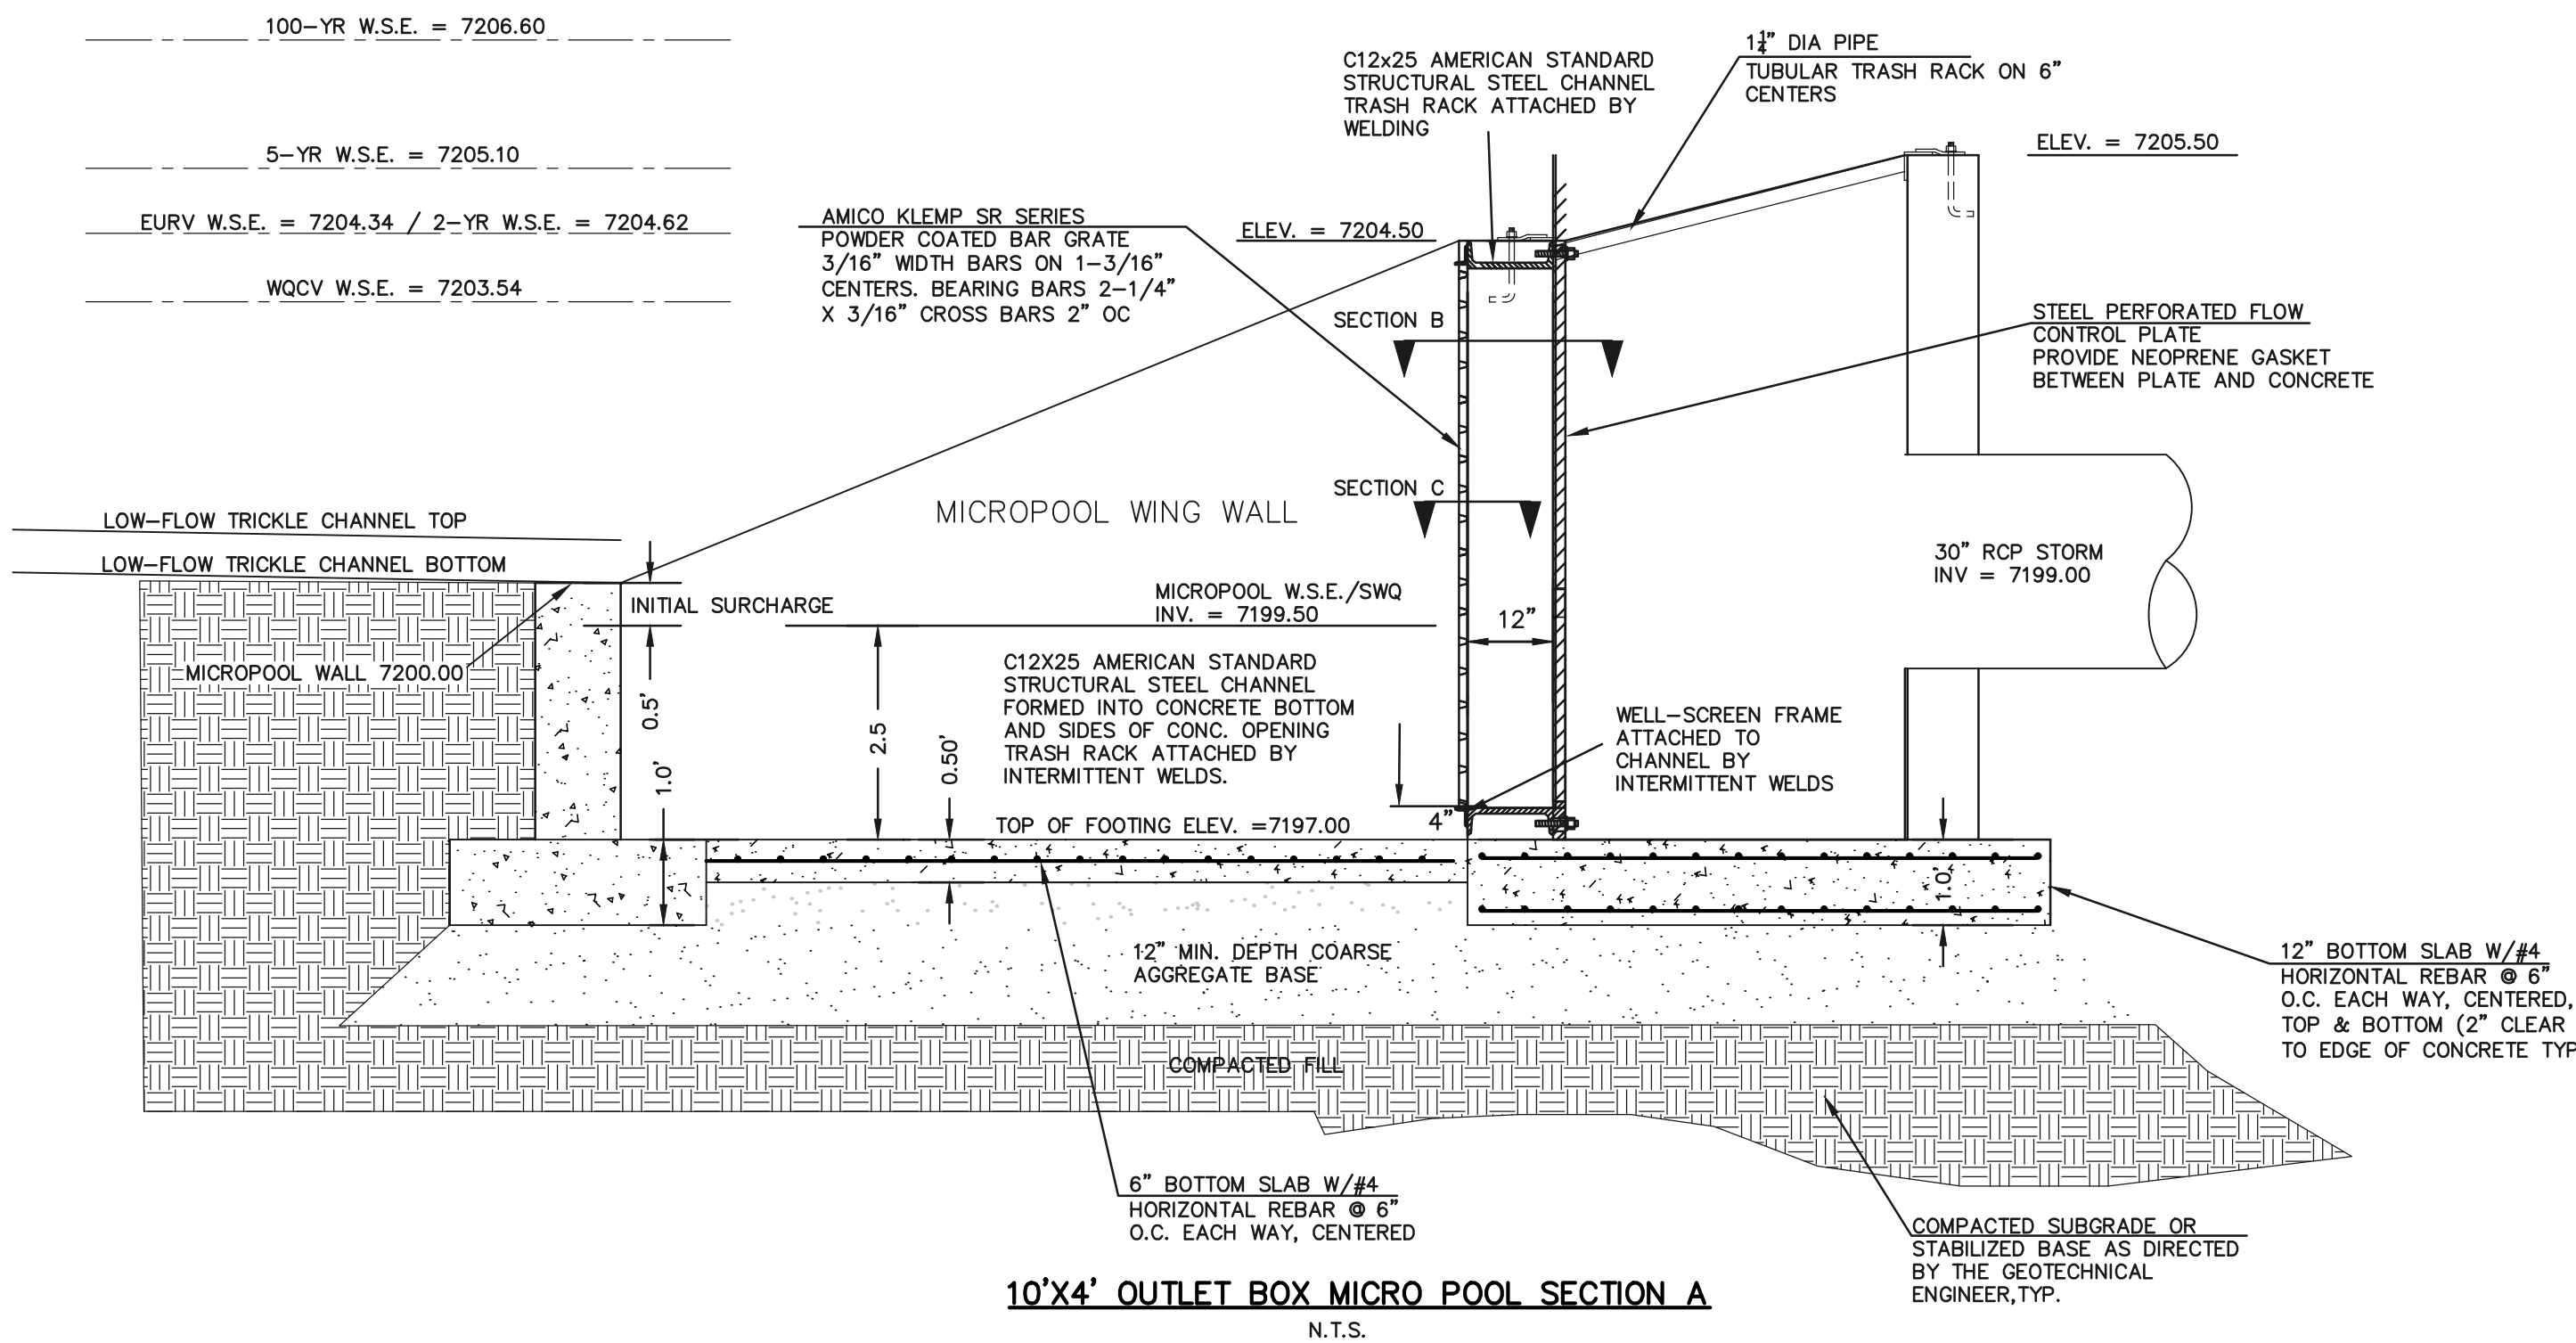 100-YR W.S.E. = 7206.60
5-YR W.S.E. = 7205.10
EURV W.S.E. = 7204.34 / 2-YR W.S.E. = 7204.62
WQCV W.S.E. = 7203.54
C12x25 AMERICAN STANDARD
STRUCTURAL STEEL CHANNEL
TRASH RACK ATTACHED BY
WELDING
1¼" DIA PIPE
TUBULAR TRASH RACK ON 6"
CENTERS
ELEV. = 7205.50
AMICO KLEMP SR SERIES
POWDER COATED BAR GRATE
3/16" WIDTH BARS ON 1-3/16"
CENTERS. BEARING BARS 2-1/4"
X 3/16" CROSS BARS 2" OC
ELEV. = 7204.50
SECTION B
STEEL PERFORATED FLOW
CONTROL PLATE
PROVIDE NEOPRENE GASKET
BETWEEN PLATE AND CONCRETE
SECTION C
MICROPOOL WING WALL
LOW-FLOW TRICKLE CHANNEL TOP
LOW-FLOW TRICKLE CHANNEL BOTTOM
30" RCP STORM
INV = 7199.00
INITIAL SURCHARGE
MICROPOOL W.S.E./SWQ
INV. = 7199.50
12"
MICROPOOL WALL 7200.00
0.5'
1.0'
2.5
0.50'
C12X25 AMERICAN STANDARD
STRUCTURAL STEEL CHANNEL
FORMED INTO CONCRETE BOTTOM
AND SIDES OF CONC. OPENING
TRASH RACK ATTACHED BY
INTERMITTENT WELDS.
WELL-SCREEN FRAME
ATTACHED TO
CHANNEL BY
INTERMITTENT WELDS
4"
TOP OF FOOTING ELEV. =7197.00
1.0'
12" MIN. DEPTH COARSE
AGGREGATE BASE
12" BOTTOM SLAB W/#4
HORIZONTAL REBAR @ 6"
O.C. EACH WAY, CENTERED,
TOP & BOTTOM (2" CLEAR
TO EDGE OF CONCRETE TYP
COMPACTED FILL
6" BOTTOM SLAB W/#4
HORIZONTAL REBAR @ 6"
O.C. EACH WAY, CENTERED
COMPACTED SUBGRADE OR
STABILIZED BASE AS DIRECTED
BY THE GEOTECHNICAL
ENGINEER,TYP.
10'X4' OUTLET BOX MICRO POOL SECTION A
N.T.S.